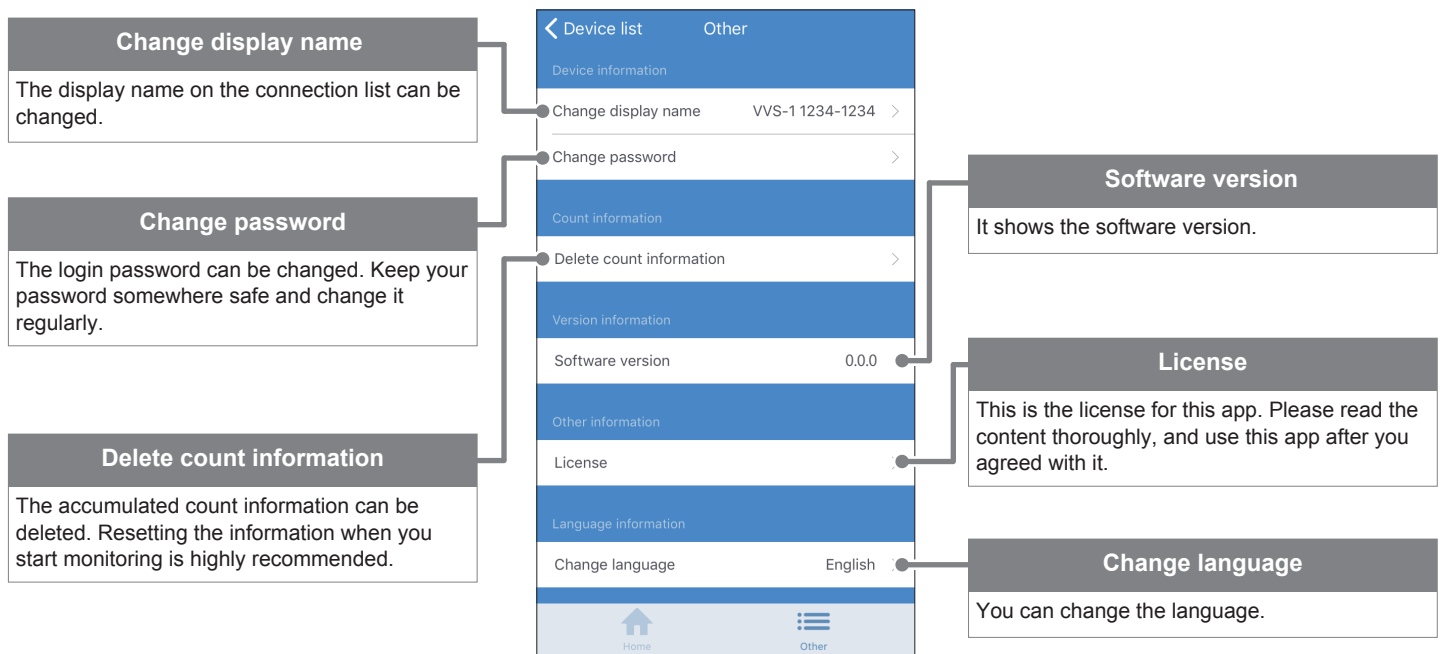 Change display name
The display name on the connection list can be
changed.
Change password
The login password can be changed. Keep your
password somewhere safe and change it
regularly.
Delete count information
The accumulated count information can be
deleted. Resetting the information when you
start monitoring is highly recommended.
Device list Other
Device information
Change display name VVS-1 1234-1234
Change password
Count information
Delete count information
Version information
Software version 0.0.0
Other information
License
Language information
Change language English
Home Other
Software version
It shows the software version.
License
This is the license for this app. Please read the
content thoroughly, and use this app after you
agreed with it.
Change language
You can change the language.